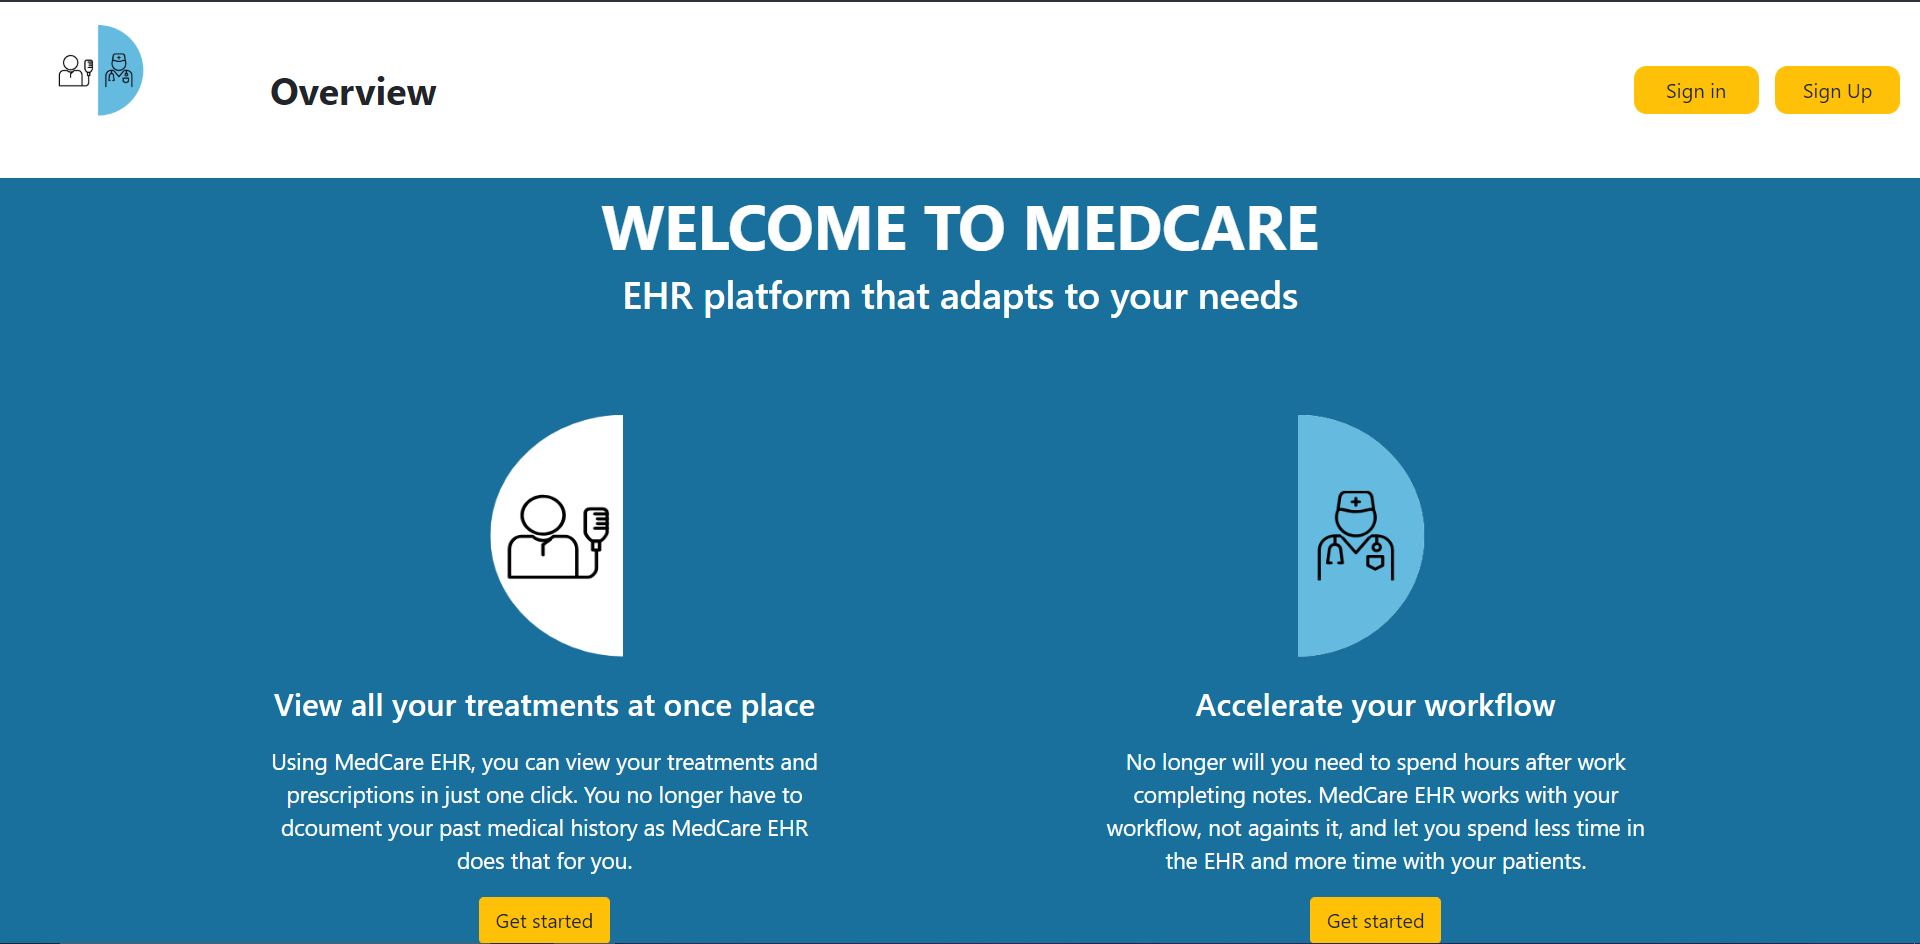 Overview
Sign in
Sign Up
WELCOME TO MEDCARE
EHR platform that adapts to your needs
View all your treatments at once place
Using MedCare EHR, you can view your treatments and
prescriptions in just one click. You no longer have to
dcoument your past medical history as MedCare EHR
does that for you.
Get started
Accelerate your workflow
No longer will you need to spend hours after work
completing notes. MedCare EHR works with your
workflow, not againts it, and let you spend less time in
the EHR and more time with your patients.
Get started